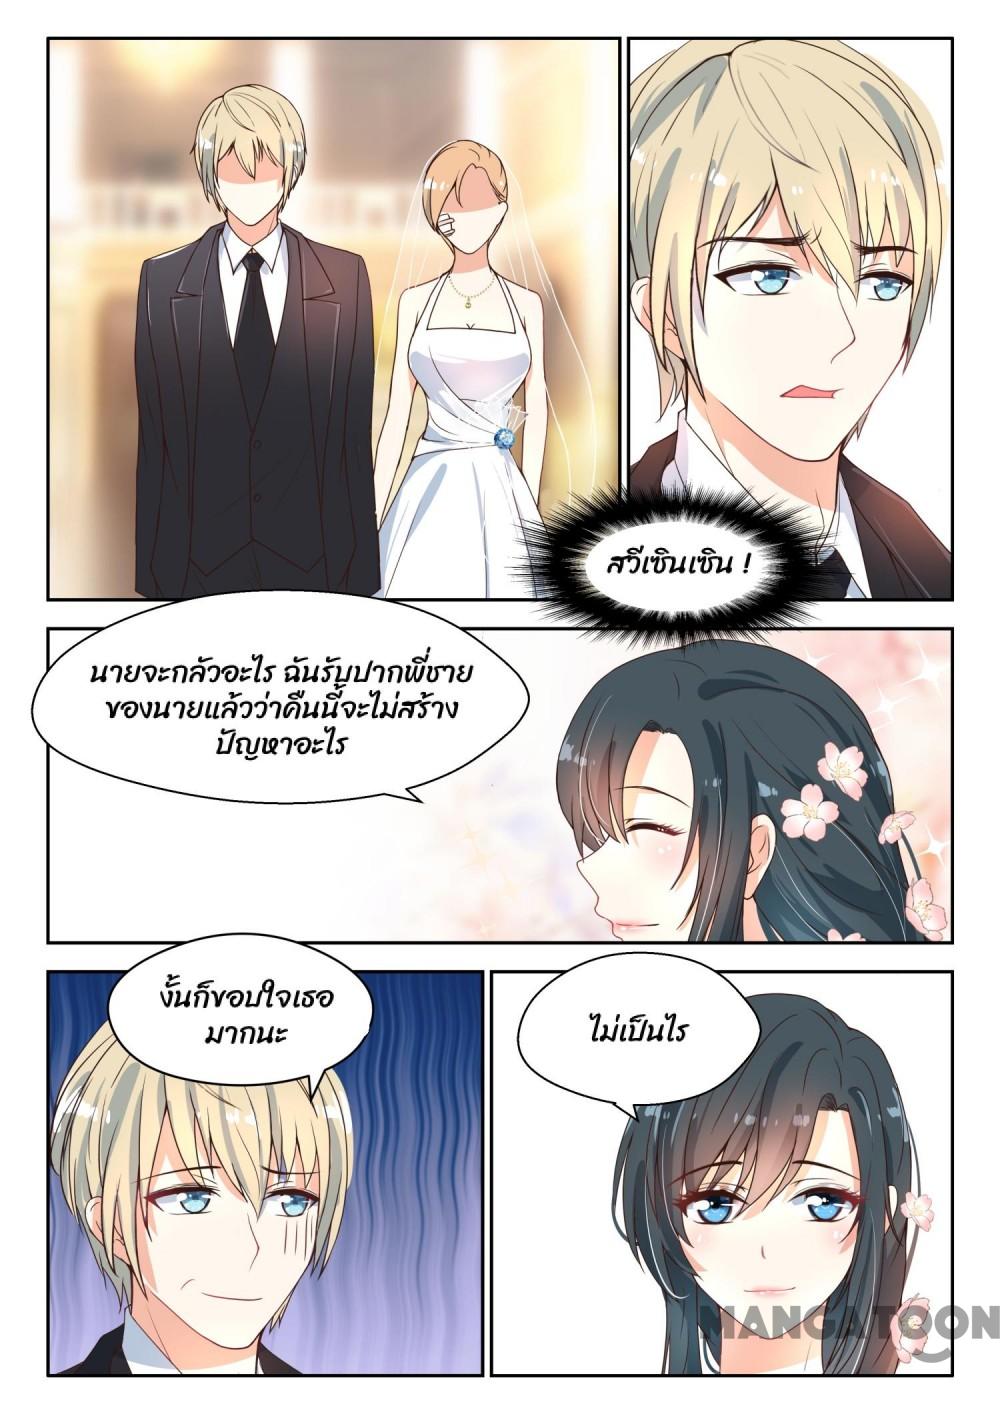 สวีเซินเซิน !
นายจะกลัวอะไร ฉันรับปากพี่ชาย
ของนายแล้วว่าคืนนี้จะไม่สร้าง
ปัญหาอะไร
งั้นก็ขอบใจเธอ
มากนะ
ไม่เป็นไร
MANGATOON